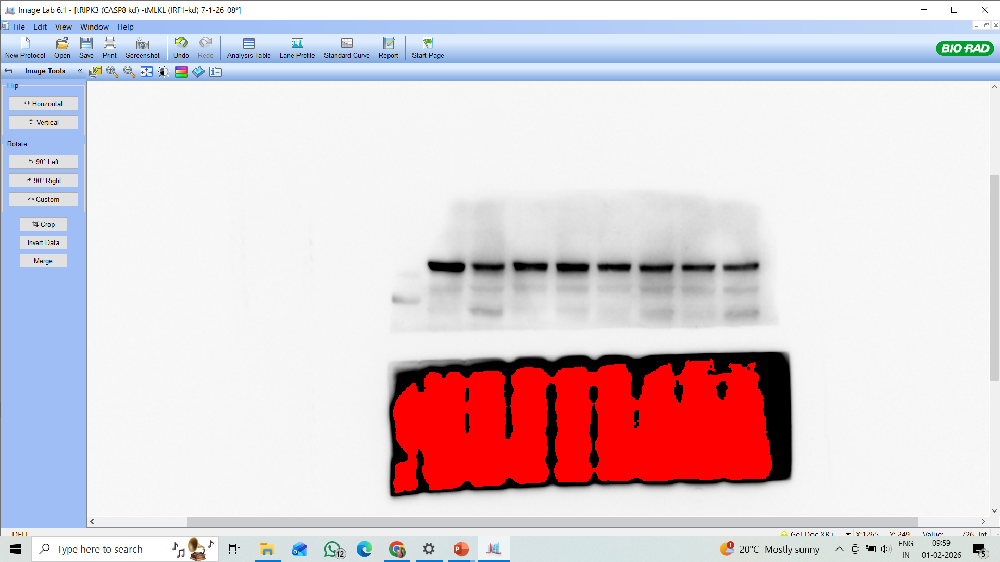 Image Lab 6.1 - [tRIPK3 (CASP8 kd) -tMLKL (IRF1-kd) 7-1-26_08*]
File Edit View Window Help
New Protocol Open Save Print Screenshot Undo Redo Analysis Table Lane Profile Standard Curve Report Start Page
BIO-RAD
Image Tools
Flip
Horizontal
Vertical
Rotate
90° Left
90° Right
Custom
Crop
Invert Data
Merge
Gel Doc XR+ X:1265 Y: 249 Value: 726 Int
Type here to search
12
1
20°C Mostly sunny
ENG
IN
09:59
01-02-2026
5